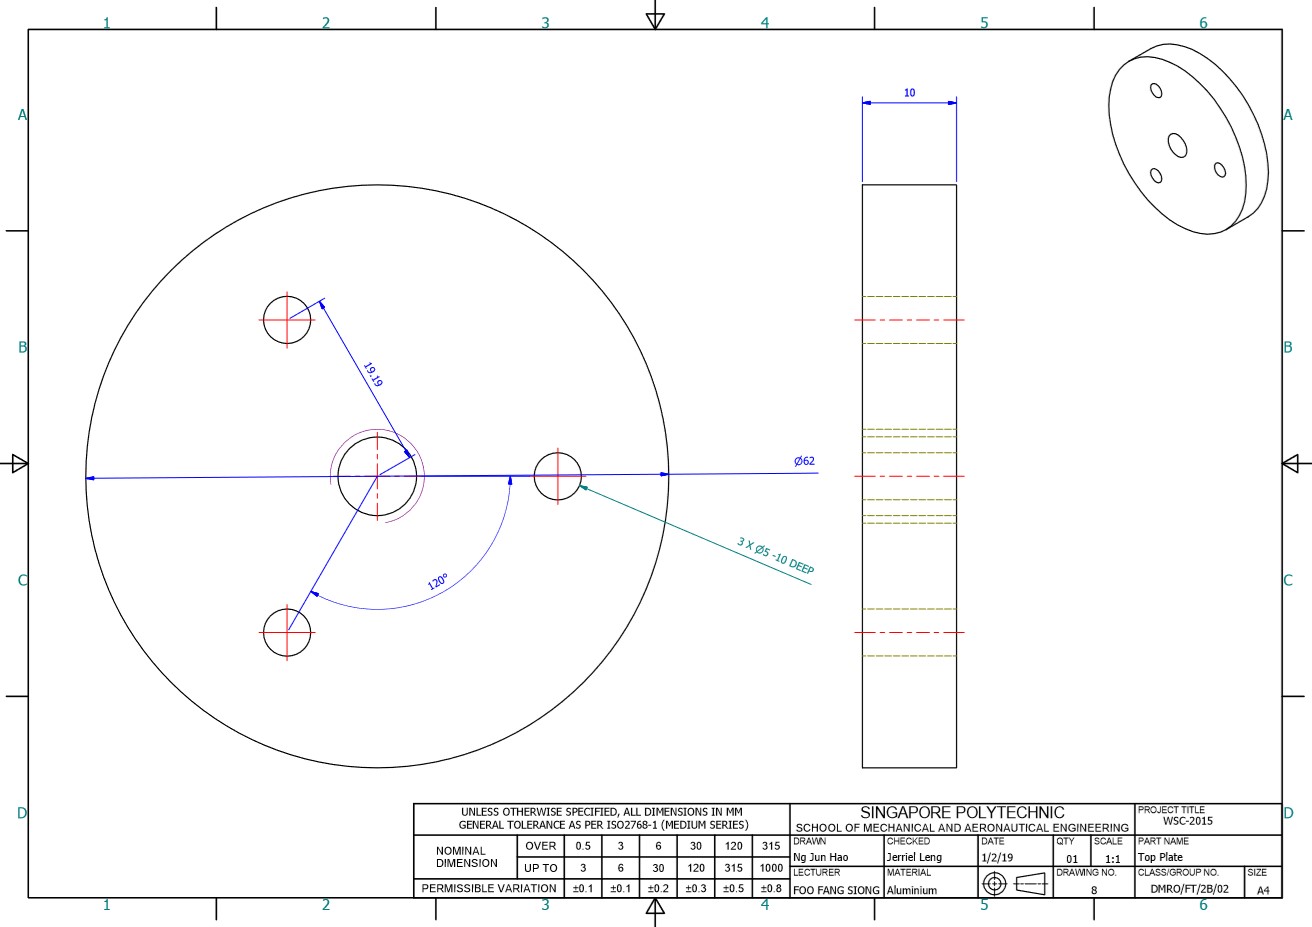 1 2 3 4 5 6
A A
10
B B
19.19
Ø62
3 X Ø5 -10 DEEP
120°
C C
D D
UNLESS OTHERWISE SPECIFIED, ALL DIMENSIONS IN MM
GENERAL TOLERANCE AS PER ISO2768-1 (MEDIUM SERIES)
NOMINAL DIMENSION
OVER 0.5 3 6 30 120 315
UP TO 3 6 30 120 315 1000
PERMISSIBLE VARIATION ±0.1 ±0.1 ±0.2 ±0.3 ±0.5 ±0.8
SINGAPORE POLYTECHNIC
SCHOOL OF MECHANICAL AND AERONAUTICAL ENGINEERING
PROJECT TITLE
WSC-2015
DRAWN CHECKED DATE QTY SCALE PART NAME
Ng Jun Hao Jerriel Leng 1/2/19 01 1:1 Top Plate
LECTURER MATERIAL DRAWING NO. CLASS/GROUP NO. SIZE
FOO FANG SIONG Aluminium 8 DMRO/FT/2B/02 A4
1 2 3 4 5 6